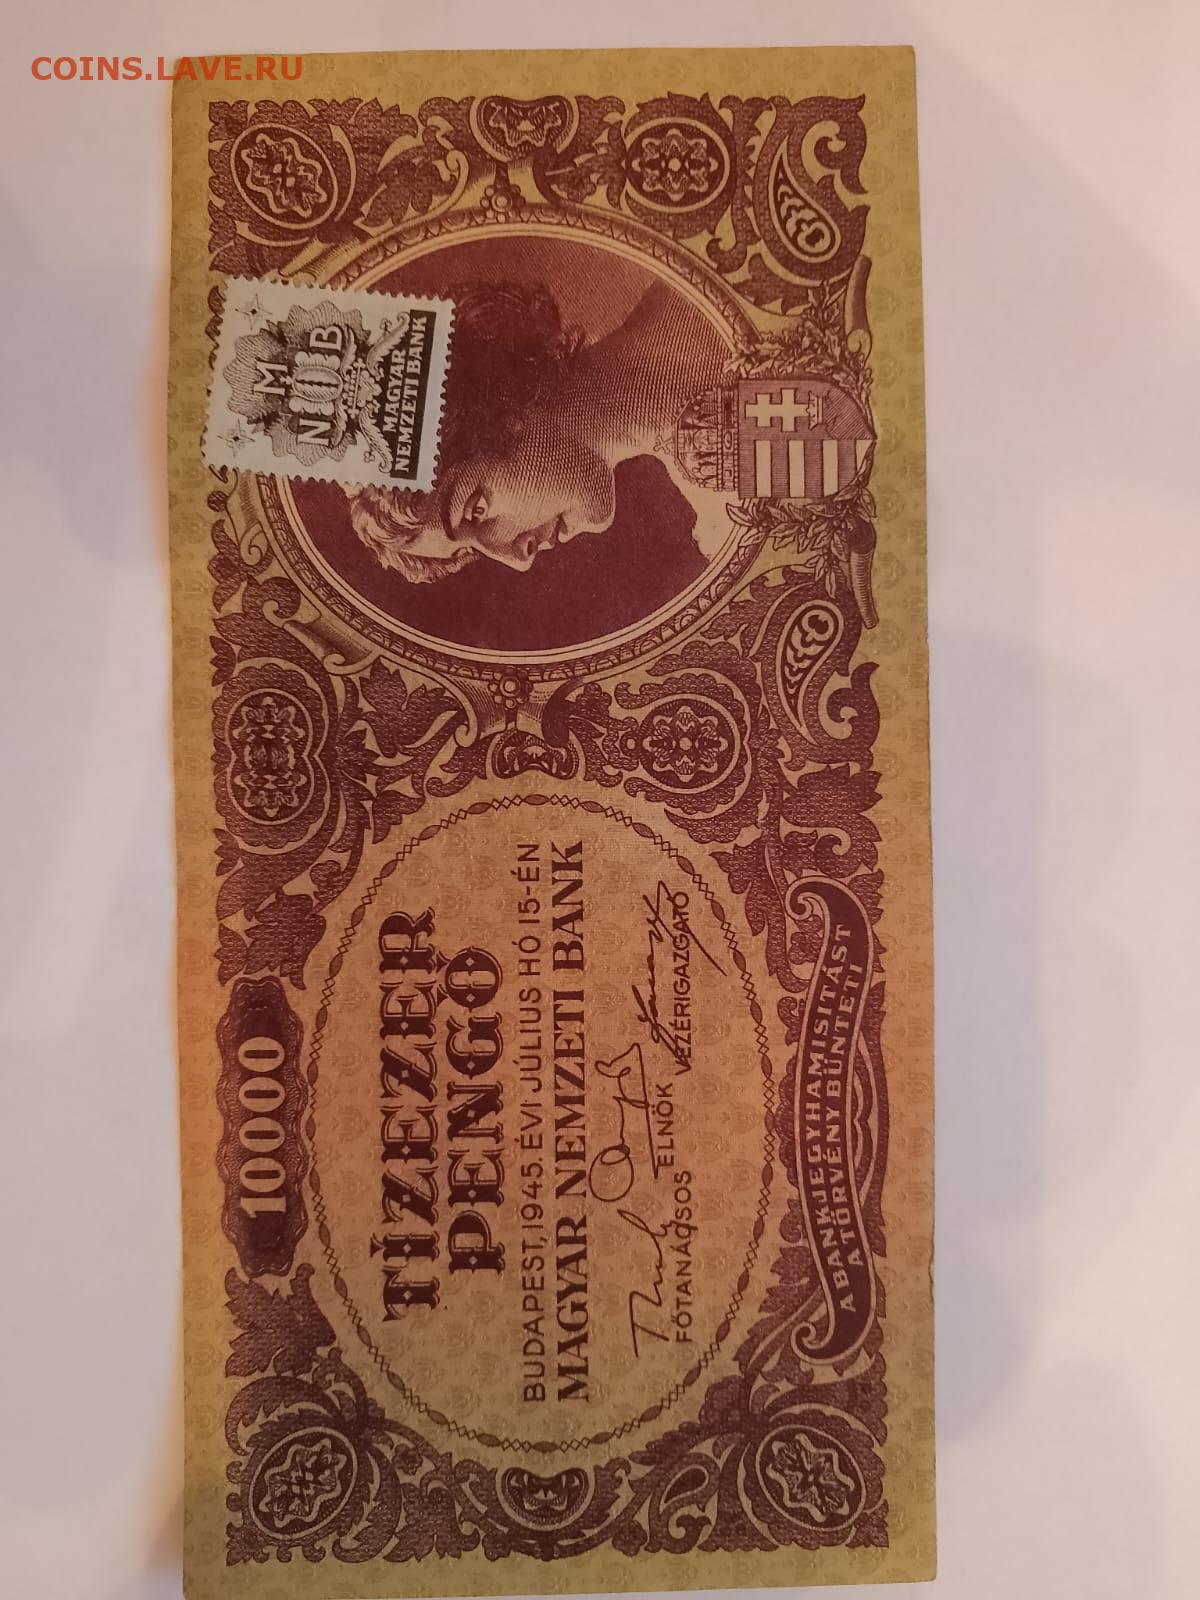 COINS.LAVE.RU
10000
TÍZEZER
PENGŐ
BUDAPEST, 1945. ÉVI JÚLIUS HÓ 15-ÉN
MAGYAR NEMZETI BANK
FŐTANÁCSOS ELNÖK VEZÉRIGAZGATÓ
A BANKJEGYHAMISITÁST
A TÖRVÉNY BÜNTETI
M
N B
MAGYAR
NEMZETI BANK